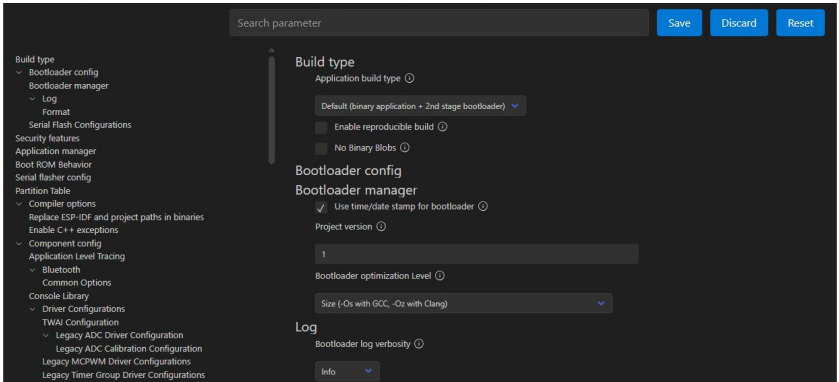 Search parameter
Save
Discard
Reset
Build type
Bootloader config
Bootloader manager
Log
Format
Serial Flash Configurations
Security features
Application manager
Boot ROM Behavior
Serial flasher config
Partition Table
Compiler options
Replace ESP-IDF and project paths in binaries
Enable C++ exceptions
Component config
Application Level Tracing
Bluetooth
Common Options
Console Library
Driver Configurations
TWAI Configuration
Legacy ADC Driver Configuration
Legacy ADC Calibration Configuration
Legacy MCPWM Driver Configurations
Legacy Timer Group Driver Configurations
Build type
Application build type
Default (binary application + 2nd stage bootloader)
Enable reproducible build
No Binary Blobs
Bootloader config
Bootloader manager
Use time/date stamp for bootloader
Project version
1
Bootloader optimization Level
Size (-Os with GCC, -Oz with Clang)
Log
Bootloader log verbosity
Info